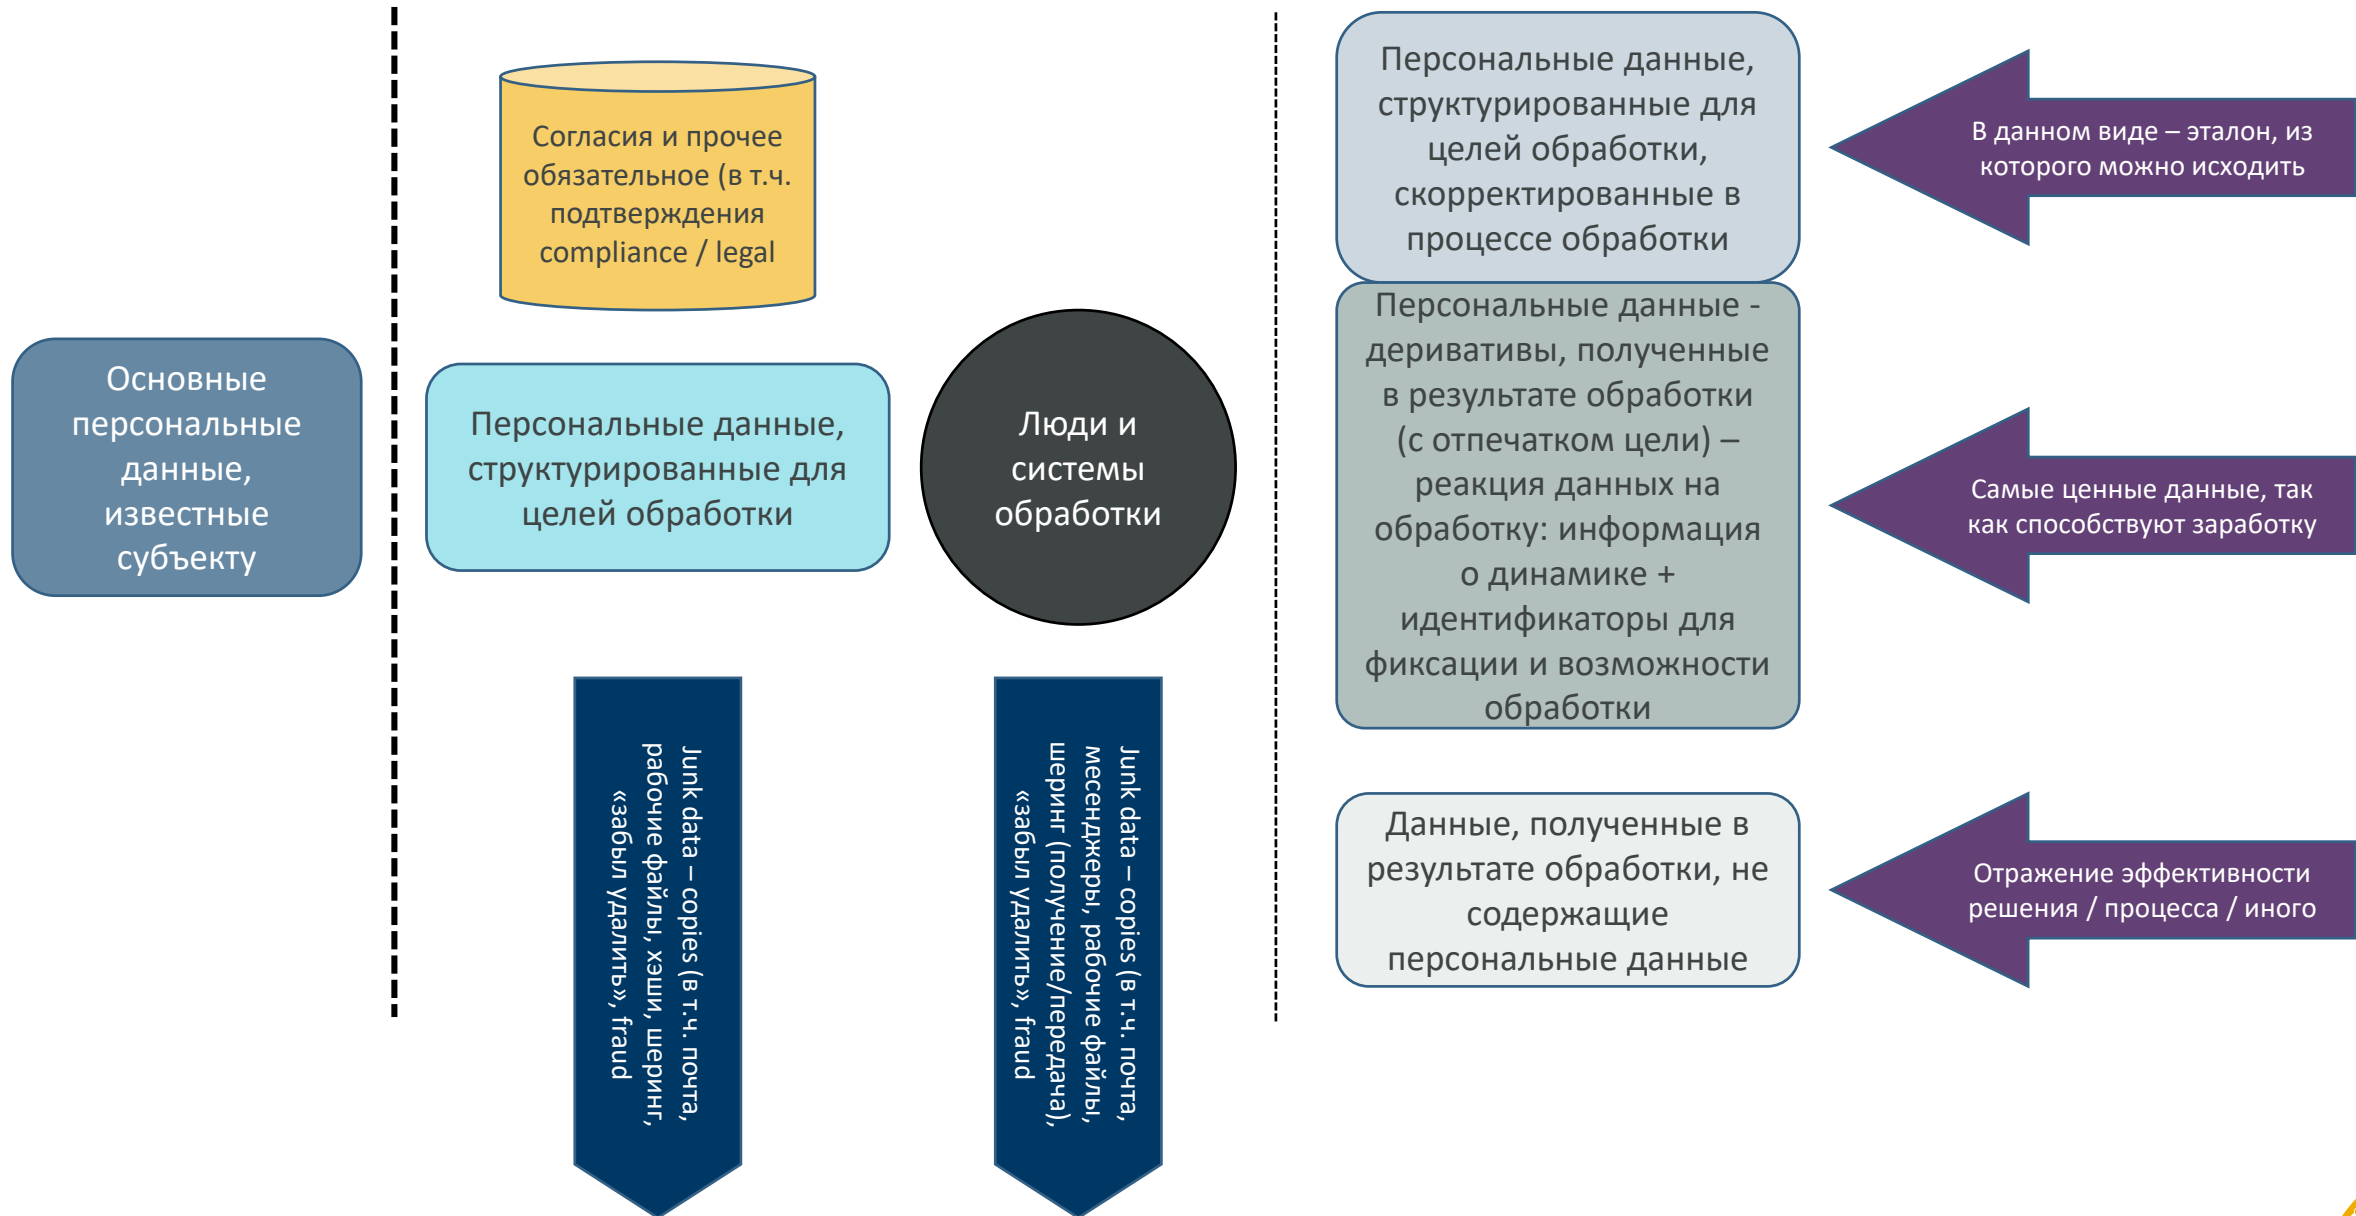 Основные
персональные
данные,
известные
субъекту
Согласия и прочее
обязательное (в т.ч.
подтверждения
compliance / legal
Персональные данные,
структурированные для
целей обработки
Люди и
системы
обработки
Junk data – copies (в т.ч. почта,
рабочие файлы, хэши, шеринг,
«забыл удалить», fraud
Junk data – copies (в т.ч. почта,
месенджеры, рабочие файлы,
шеринг (получение/передача),
«забыл удалить», fraud
Персональные данные,
структурированные для
целей обработки,
скорректированные в
процессе обработки
Персональные данные -
деривативы, полученные
в результате обработки
(с отпечатком цели) –
реакция данных на
обработку: информация
о динамике +
идентификаторы для
фиксации и возможности
обработки
Данные, полученные в
результате обработки, не
содержащие
персональные данные
В данном виде – эталон, из
которого можно исходить
Самые ценные данные, так
как способствуют заработку
Отражение эффективности
решения / процесса / иного